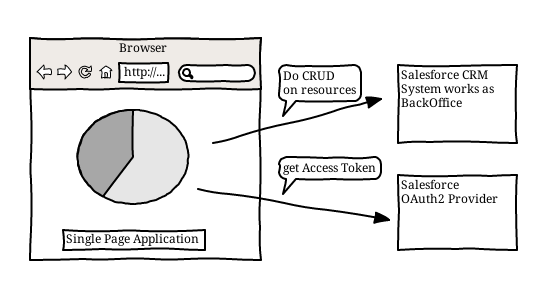 Browser
http://...
Do CRUD
on resources
Salesforce CRM
System works as
BackOffice
get Access Token
Salesforce
OAuth2 Provider
Single Page Application